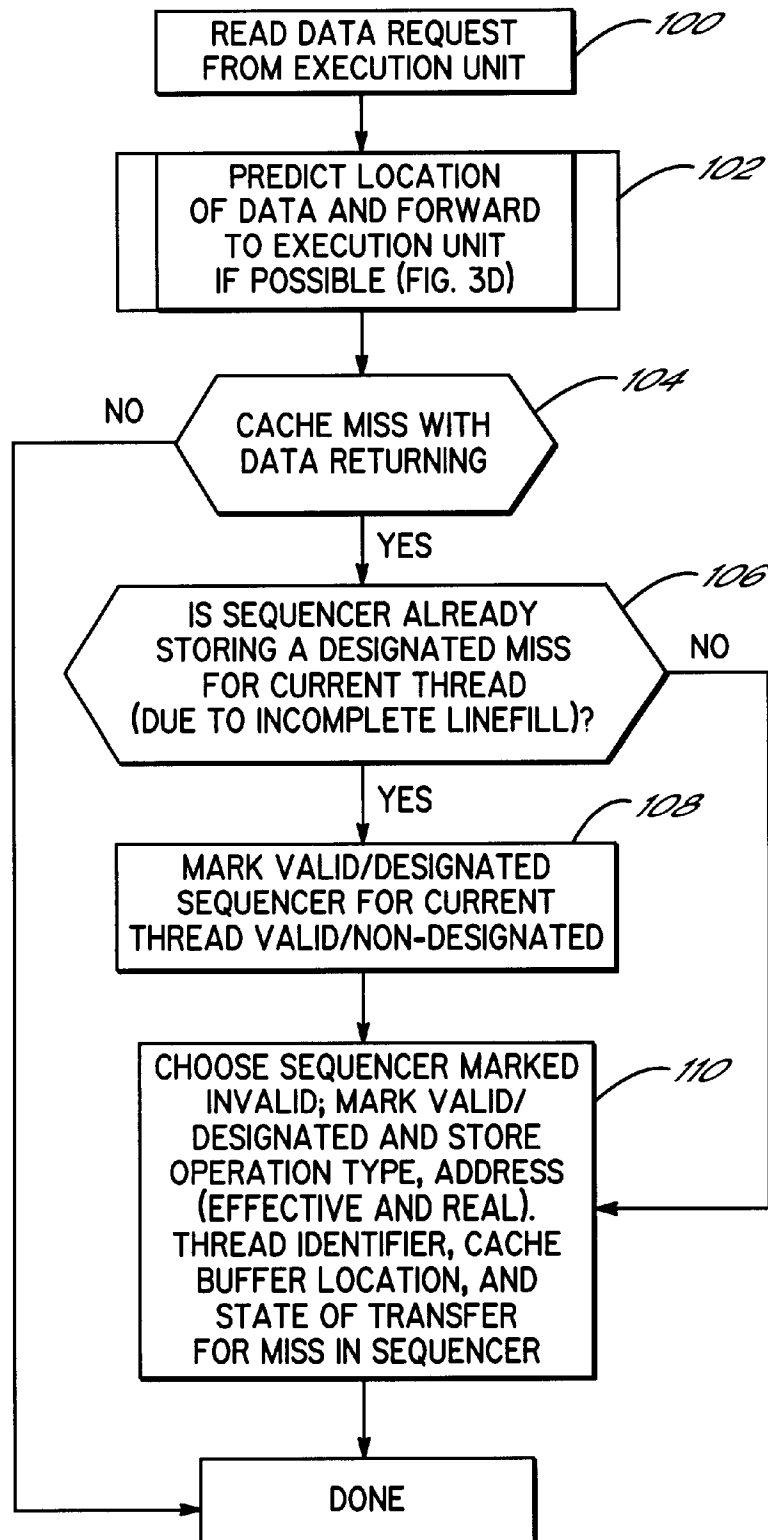 READ DATA REQUEST
FROM EXECUTION UNIT
100
PREDICT LOCATION
OF DATA AND FORWARD
TO EXECUTION UNIT
IF POSSIBLE (FIG. 3D)
102
CACHE MISS WITH
DATA RETURNING
104
NO
YES
IS SEQUENCER ALREADY
STORING A DESIGNATED MISS
FOR CURRENT THREAD
(DUE TO INCOMPLETE LINEFILL)?
106
NO
YES
MARK VALID/DESIGNATED
SEQUENCER FOR CURRENT
THREAD VALID/NON-DESIGNATED
108
CHOOSE SEQUENCER MARKED
INVALID; MARK VALID/
DESIGNATED AND STORE
OPERATION TYPE, ADDRESS
(EFFECTIVE AND REAL).
THREAD IDENTIFIER, CACHE
BUFFER LOCATION, AND
STATE OF TRANSFER
FOR MISS IN SEQUENCER
110
DONE